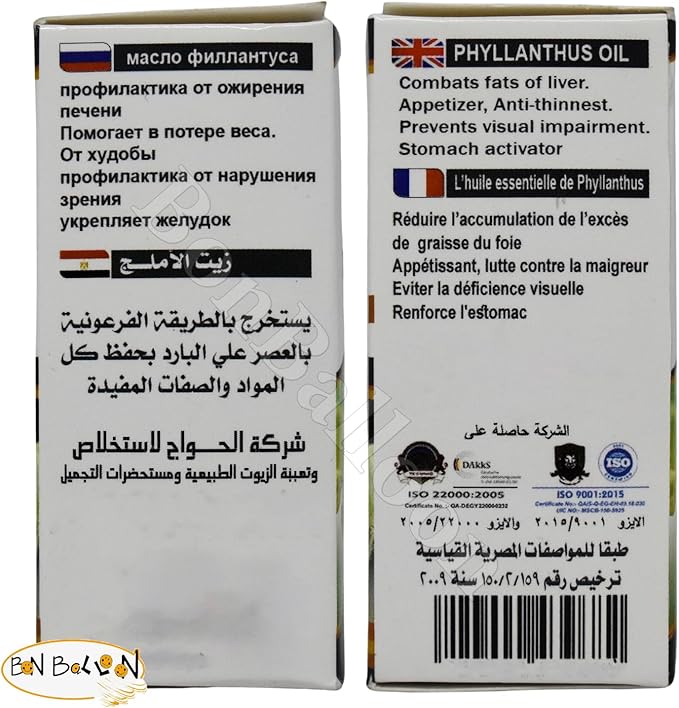 масло филлантуса
профилактика от ожирения
печени
Помогает в потере веса.
От худобы
профилактика от нарушения
зрения
укрепляет желудок
زيت الأملج
يستخرج بالطريقة الفرعونية
بالعصر علي البارد بحفظ كل
المواد والصفات المفيدة
شركة الحواج لاستخلاص
وتعبئة الزيوت الطبيعية ومستحضرات التجميل
BON BALLOON
PHYLLANTHUS OIL
Combats fats of liver.
Appetizer, Anti-thinnest.
Prevents visual impairment.
Stomach activator
L'huile essentielle de Phyllanthus
Réduire l'accumulation de l'excès
de graisse du foie
Appétissant, lutte contre la maigreur
Eviter la déficience visuelle
Renforce l'estomac
الشركة حاصلة على
DAkkS
ISO
ISO 22000:2005
ISO 9001:2015
الايزو ٢٠١٥/٩٠٠١ والايزو ٢٠٠٥/٢٢٠٠٠
طبقا للمواصفات المصرية القياسية
ترخيص رقم ١٥٠/٢/١٥٩ سنة ٢٠٠٩
BonBalloon